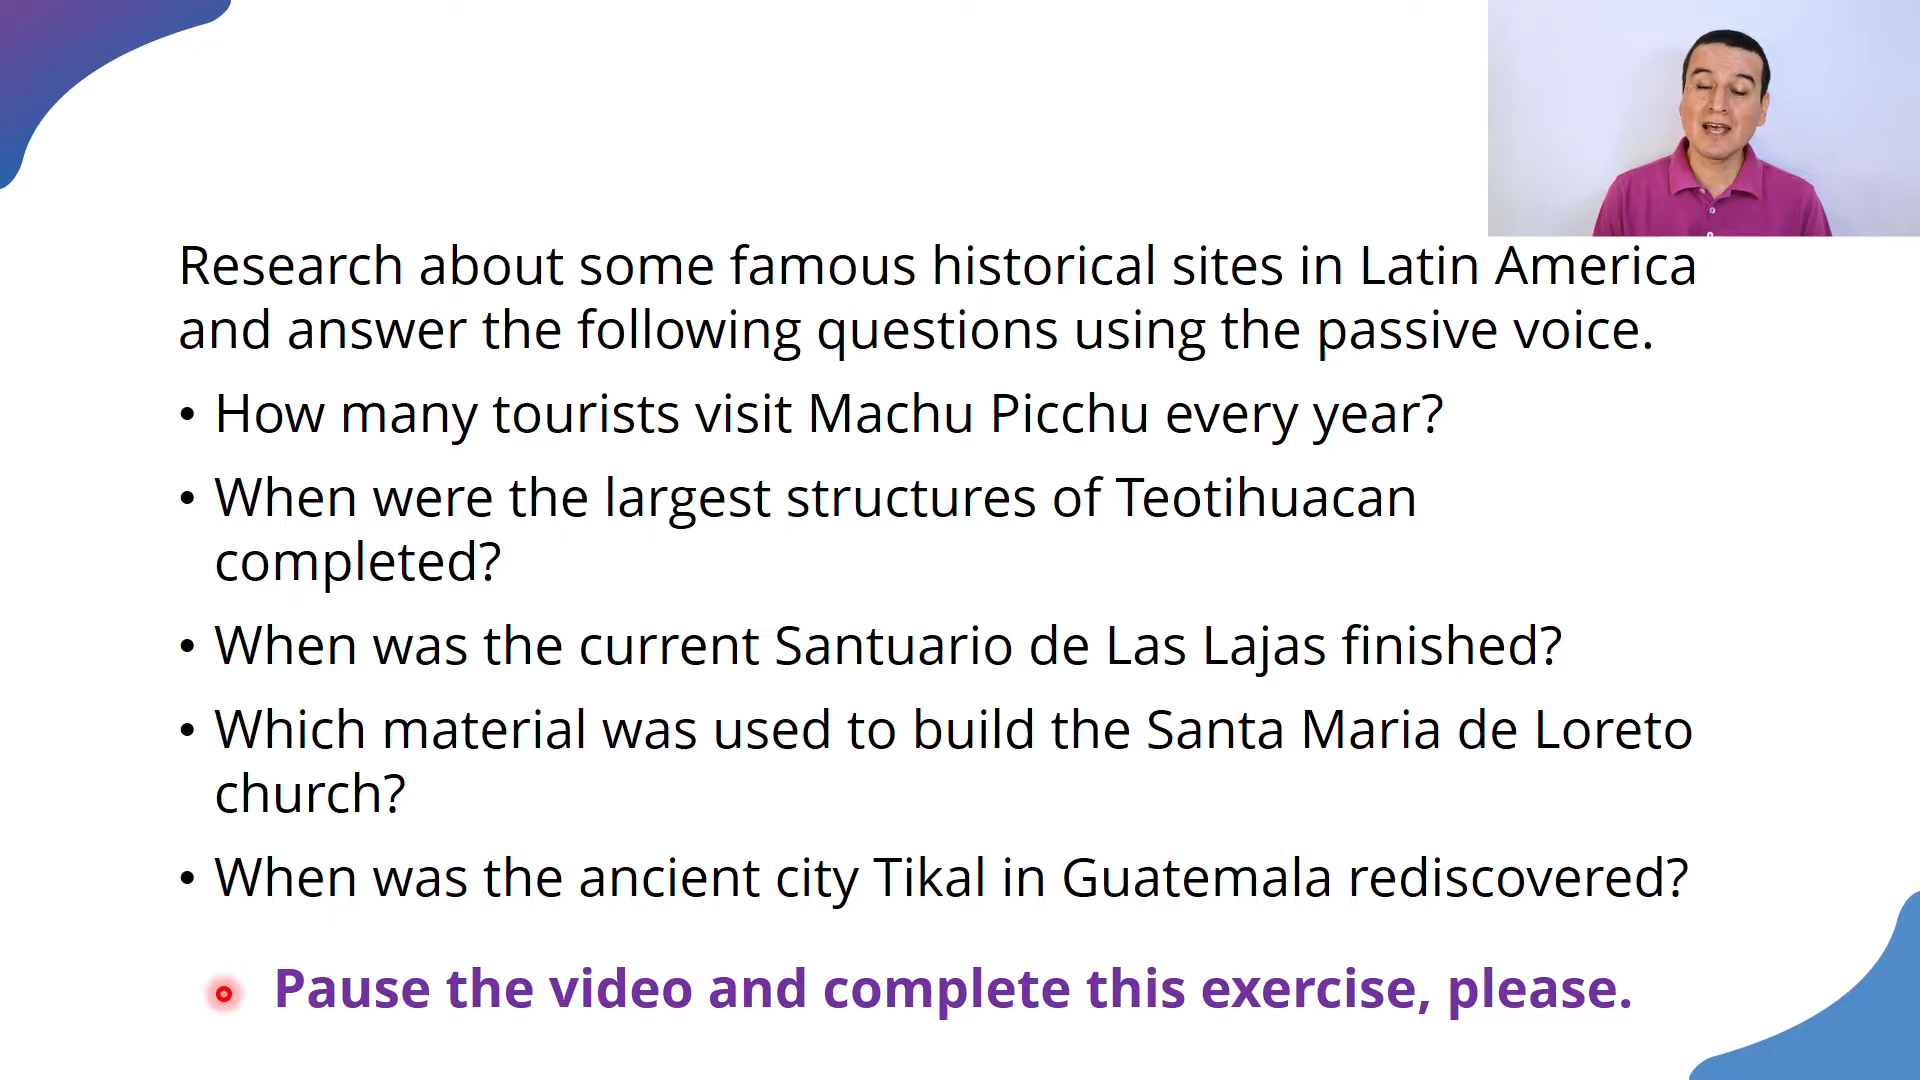 Research about some famous historical sites in Latin America
and answer the following questions using the passive voice.
• How many tourists visit Machu Picchu every year?
• When were the largest structures of Teotihuacan
completed?
• When was the current Santuario de Las Lajas finished?
• Which material was used to build the Santa Maria de Loreto
church?
• When was the ancient city Tikal in Guatemala rediscovered?
Pause the video and complete this exercise, please.